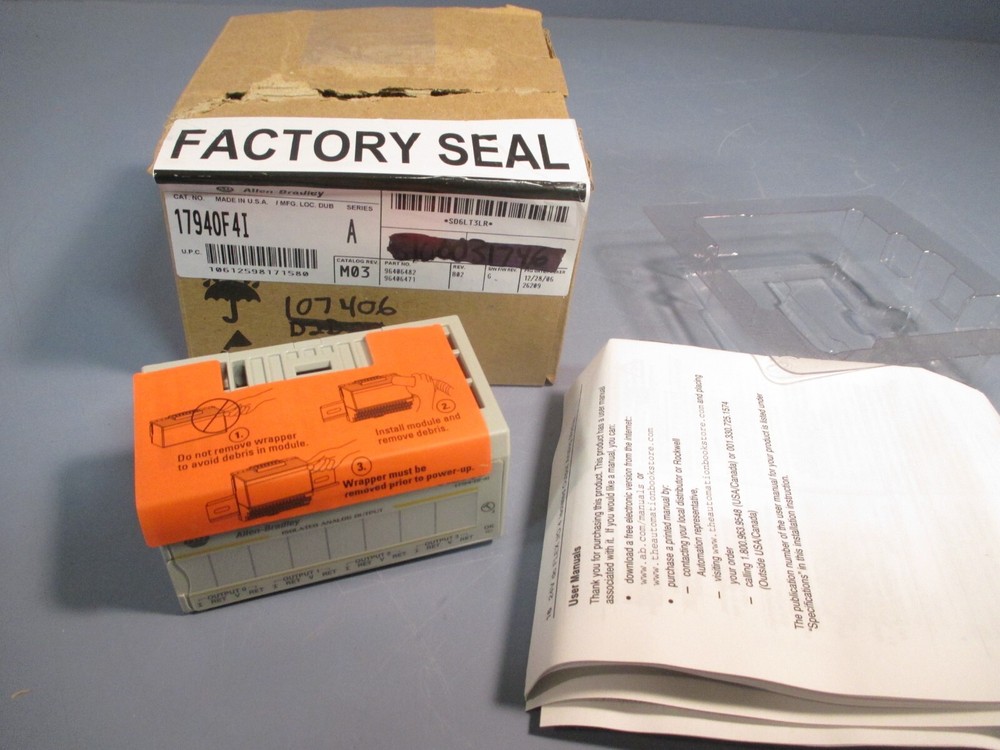 FACTORY SEAL
Allen-Bradley
CAT. NO. MADE IN U.S.A. / MFG. LOC. DUB SERIES
1794OF4I A
*SD6LT3LR*
U.P.C.
10612598171580
CATALOG REV.
M03
PART NO.
96406482
96406471
REV.
B02
G
12/28/06
26209
107406
1.
Do not remove wrapper
to avoid debris in module.
2.
Install module and
remove debris.
3.
Wrapper must be
removed prior to power-up.
Allen-Bradley
ISOLATED ANALOG OUTPUT
User Manuals
Thank you for purchasing this product. This product has a user manual
associated with it. If you would like a manual, you can:
• download a free electronic version from the internet:
www.ab.com/manuals or
www.theautomationbookstore.com
• purchase a printed manual by:
– contacting your local distributor or Rockwell
Automation representative,
– visiting www.theautomationbookstore.com and placing
your order
– calling 1.800.963.9548 (USA/Canada) or 001.330.725.1574
(Outside USA/Canada)
The publication number of the user manual for your product is listed under
"Specifications" in this installation instruction.